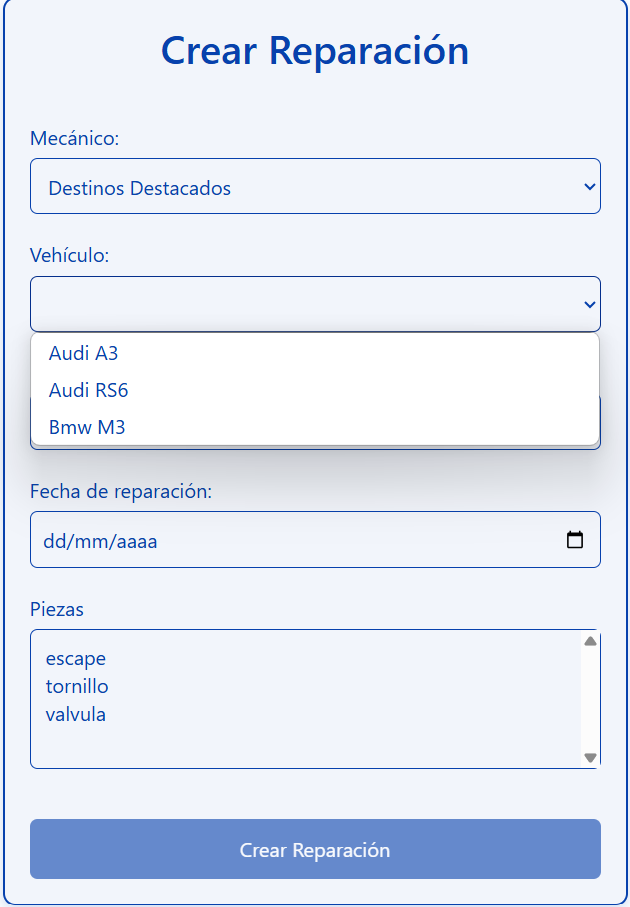 Crear Reparación
Mecánico:
Destinos Destacados
Vehículo:
Audi A3
Audi RS6
Bmw M3
Fecha de reparación:
dd/mm/aaaa
Piezas
escape
tornillo
valvula
Crear Reparación